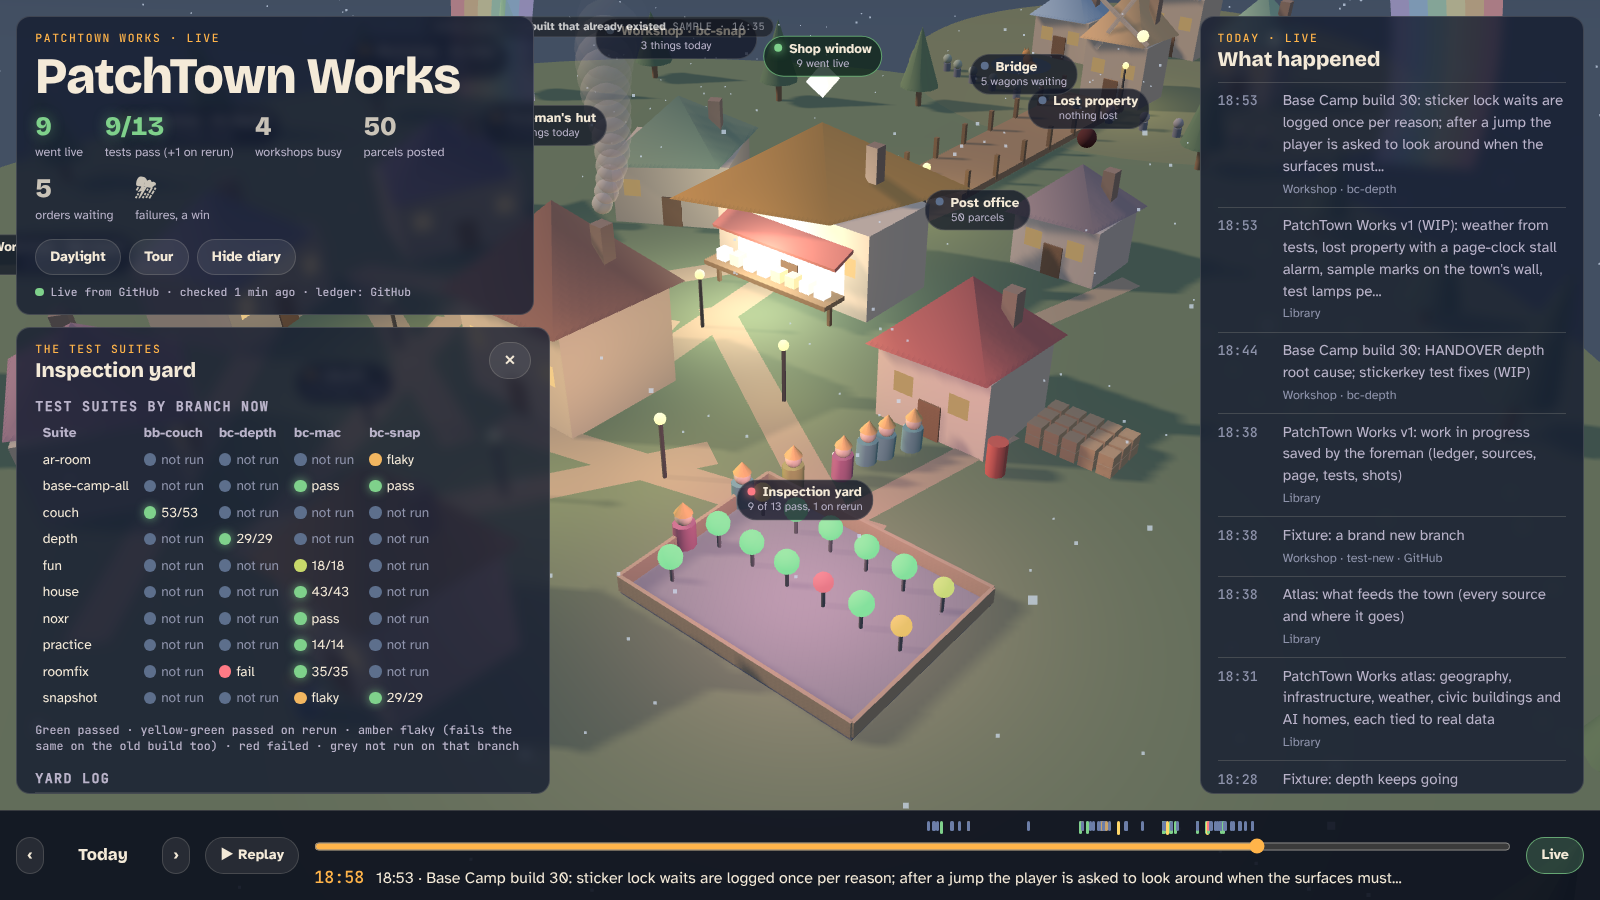 PATCHTOWN WORKS · LIVE
PatchTown Works
9
went live
9/13
tests pass (+1 on rerun)
4
workshops busy
50
parcels posted
5
orders waiting
failures, a win
Daylight
Tour
Hide diary
Live from GitHub · checked 1 min ago · ledger: GitHub
THE TEST SUITES
Inspection yard
×
TEST SUITES BY BRANCH NOW
Suite bb-couch bc-depth bc-mac bc-snap
ar-room not run not run not run flaky
base-camp-all not run not run pass pass
couch 53/53 not run not run not run
depth not run 29/29 not run not run
fun not run not run 18/18 not run
house not run not run 43/43 not run
noxr not run not run pass not run
practice not run not run 14/14 not run
roomfix not run fail 35/35 not run
snapshot not run not run flaky 29/29
Green passed · yellow-green passed on rerun · amber flaky (fails the
same on the old build too) · red failed · grey not run on that branch
YARD LOG
built that already existed SAMPLE · 16:35
Workshop · bc-snap
3 things today
Shop window
9 went live
Bridge
5 wagons waiting
Lost property
nothing lost
man's hut
ngs today
Post office
50 parcels
Inspection yard
9 of 13 pass, 1 on rerun
TODAY · LIVE
What happened
18:53 Base Camp build 30: sticker lock waits are
logged once per reason; after a jump the
player is asked to look around when the
surfaces must…
Workshop · bc-depth
18:53 PatchTown Works v1 (WIP): weather from
tests, lost property with a page-clock stall
alarm, sample marks on the town's wall,
test lamps pe…
Library
18:44 Base Camp build 30: HANDOVER depth
root cause; stickerkey test fixes (WIP)
Workshop · bc-depth
18:38 PatchTown Works v1: work in progress
saved by the foreman (ledger, sources,
page, tests, shots)
Library
18:38 Fixture: a brand new branch
Workshop · test-new · GitHub
18:38 Atlas: what feeds the town (every source
and where it goes)
Library
18:31 PatchTown Works atlas: geography,
infrastructure, weather, civic buildings and
AI homes, each tied to real data
Library
18:28 Fixture: depth keeps going
‹ Today › ▶ Replay
Live
18:58 18:53 · Base Camp build 30: sticker lock waits are logged once per reason; after a jump the player is asked to look around when the surfaces must…